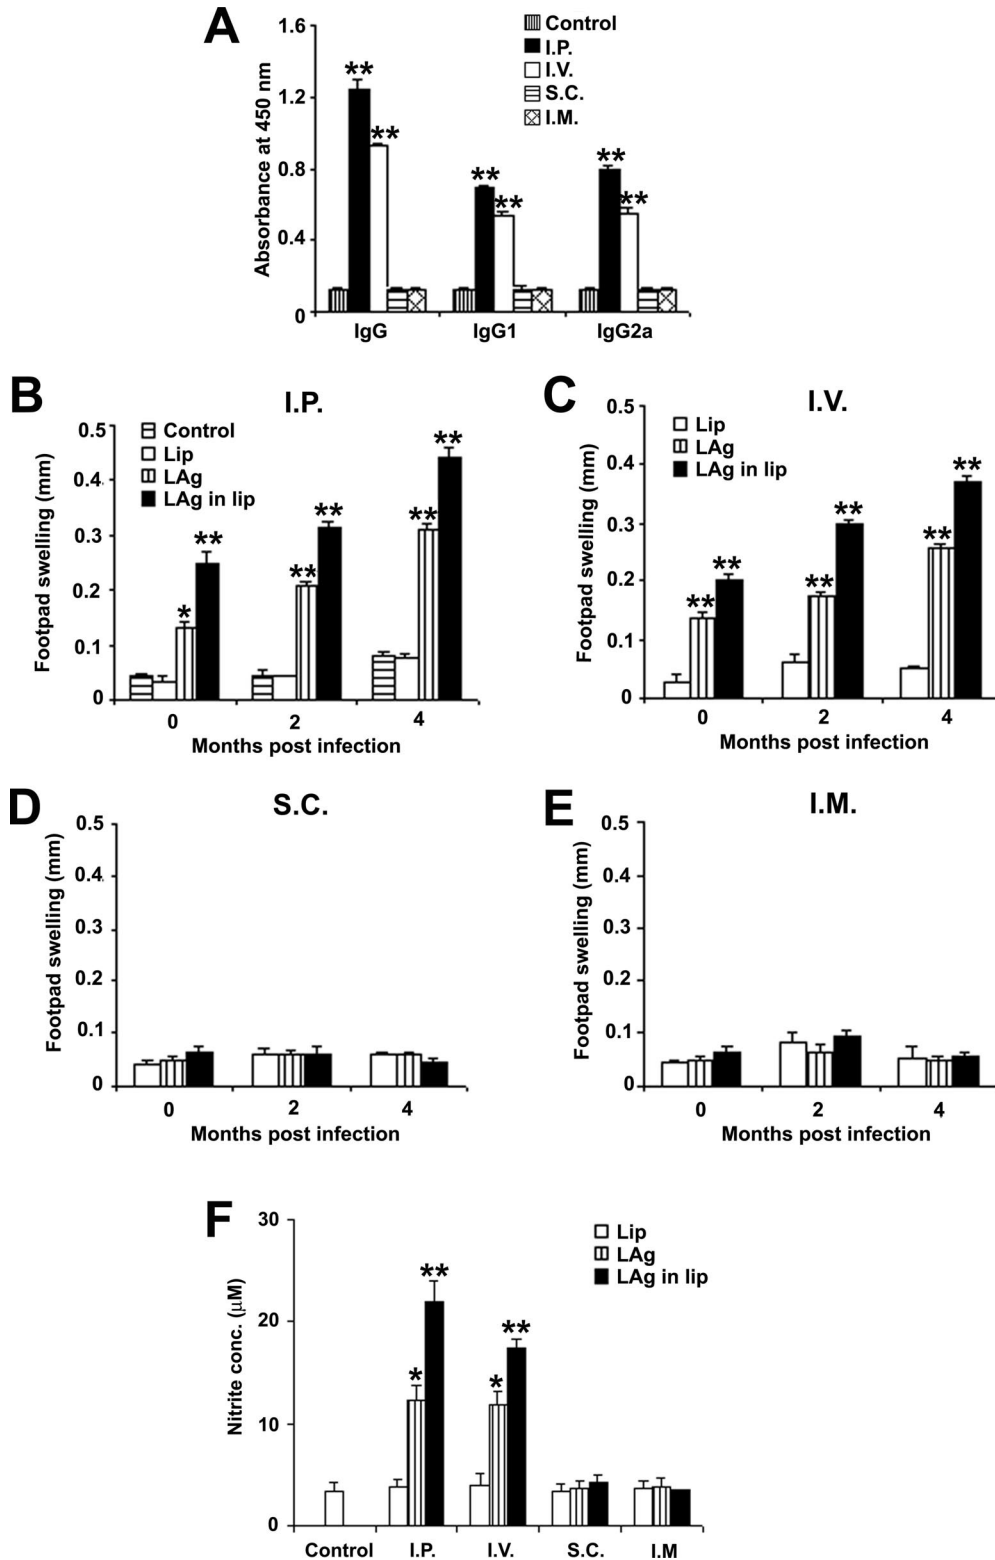 A
1.6
1.2
0.8
0.4
0
Absorbance at 450 nm
Control
I.P.
I.V.
S.C.
I.M.
**
**
**
**
**
**
IgG IgG1 IgG2a
B
I.P.
0.5
0.4
0.3
0.2
0.1
0
Footpad swelling (mm)
Control
Lip
LAg
LAg in lip
*
**
**
**
**
**
0 2 4
Months post infection
C
I.V.
0.5
0.4
0.3
0.2
0.1
0
Footpad swelling (mm)
Lip
LAg
LAg in lip
**
**
**
**
**
**
0 2 4
Months post infection
D
S.C.
0.5
0.4
0.3
0.2
0.1
0
Footpad swelling (mm)
0 2 4
Months post infection
E
I.M.
0.5
0.4
0.3
0.2
0.1
0
Footpad swelling (mm)
0 2 4
Months post infection
F
30
20
10
0
Nitrite conc. (μM)
Lip
LAg
LAg in lip
*
**
*
**
Control I.P. I.V. S.C. I.M